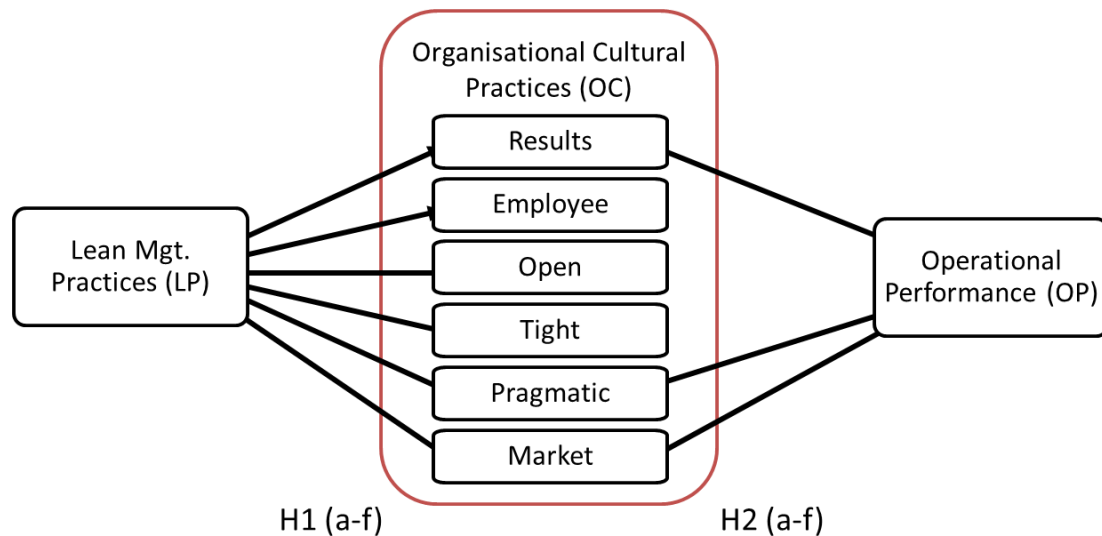 Organisational Cultural
Practices (OC)
Results
Employee
Open
Tight
Pragmatic
Market
Lean Mgt.
Practices (LP)
Operational
Performance (OP)
H1 (a-f)
H2 (a-f)